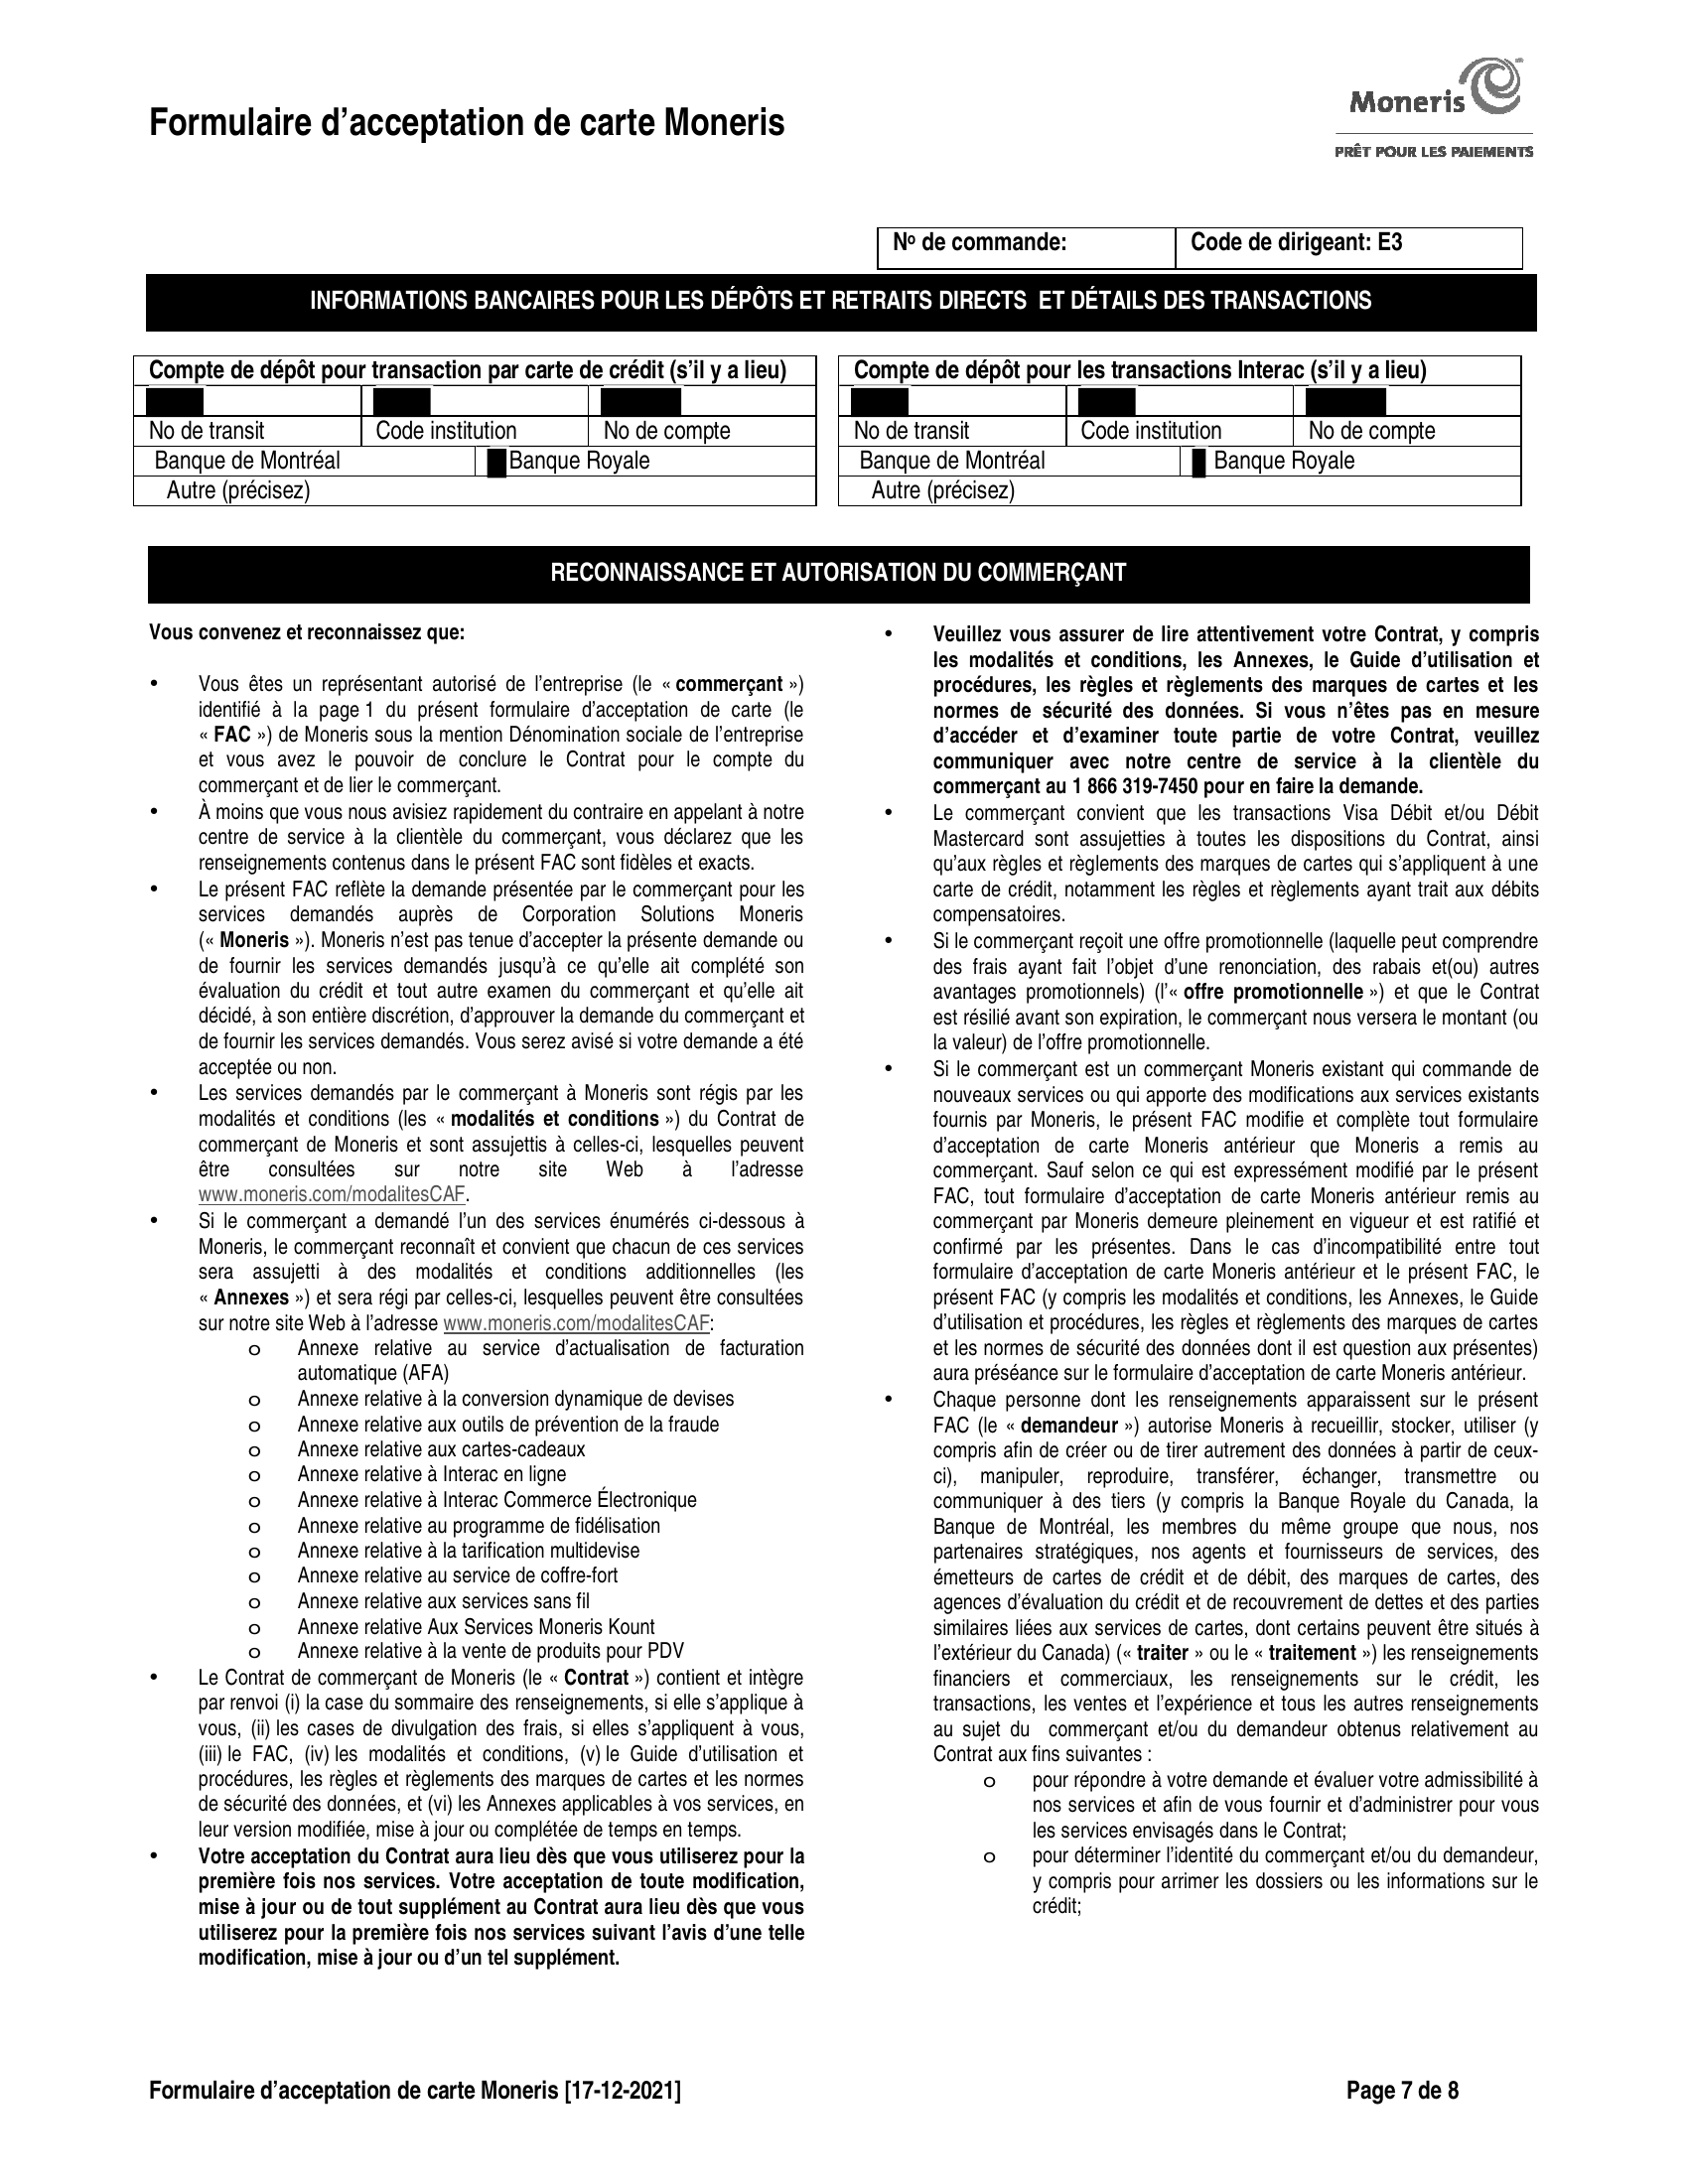 Formulaire d’acceptation de carte Moneris
Moneris
PRÊT POUR LES PAIEMENTS
Nº de commande:
Code de dirigeant: E3
INFORMATIONS BANCAIRES POUR LES DÉPÔTS ET RETRAITS DIRECTS ET DÉTAILS DES TRANSACTIONS
Compte de dépôt pour transaction par carte de crédit (s’il y a lieu)
No de transit
Code institution
No de compte
Banque de Montréal
Banque Royale
Autre (précisez)
Compte de dépôt pour les transactions Interac (s’il y a lieu)
No de transit
Code institution
No de compte
Banque de Montréal
Banque Royale
Autre (précisez)
RECONNAISSANCE ET AUTORISATION DU COMMERÇANT
Vous convenez et reconnaissez que:
• Vous êtes un représentant autorisé de l’entreprise (le « commerçant »)
identifié à la page 1 du présent formulaire d’acceptation de carte (le
« FAC ») de Moneris sous la mention Dénomination sociale de l’entreprise
et vous avez le pouvoir de conclure le Contrat pour le compte du
commerçant et de lier le commerçant.
• À moins que vous nous avisiez rapidement du contraire en appelant à notre
centre de service à la clientèle du commerçant, vous déclarez que les
renseignements contenus dans le présent FAC sont fidèles et exacts.
• Le présent FAC reflète la demande présentée par le commerçant pour les
services demandés auprès de Corporation Solutions Moneris
(« Moneris »). Moneris n’est pas tenue d’accepter la présente demande ou
de fournir les services demandés jusqu’à ce qu’elle ait complété son
évaluation du crédit et tout autre examen du commerçant et qu’elle ait
décidé, à son entière discrétion, d’approuver la demande du commerçant et
de fournir les services demandés. Vous serez avisé si votre demande a été
acceptée ou non.
• Les services demandés par le commerçant à Moneris sont régis par les
modalités et conditions (les « modalités et conditions ») du Contrat de
commerçant de Moneris et sont assujettis à celles-ci, lesquelles peuvent
être consultées sur notre site Web à l’adresse
www.moneris.com/modalitesCAF.
• Si le commerçant a demandé l’un des services énumérés ci-dessous à
Moneris, le commerçant reconnaît et convient que chacun de ces services
sera assujetti à des modalités et conditions additionnelles (les
« Annexes ») et sera régi par celles-ci, lesquelles peuvent être consultées
sur notre site Web à l’adresse www.moneris.com/modalitesCAF:
o Annexe relative au service d’actualisation de facturation
automatique (AFA)
o Annexe relative à la conversion dynamique de devises
o Annexe relative aux outils de prévention de la fraude
o Annexe relative aux cartes-cadeaux
o Annexe relative à Interac en ligne
o Annexe relative à Interac Commerce Électronique
o Annexe relative au programme de fidélisation
o Annexe relative à la tarification multidevise
o Annexe relative au service de coffre-fort
o Annexe relative aux services sans fil
o Annexe relative Aux Services Moneris Kount
o Annexe relative à la vente de produits pour PDV
• Le Contrat de commerçant de Moneris (le « Contrat ») contient et intègre
par renvoi (i) la case du sommaire des renseignements, si elle s’applique à
vous, (ii) les cases de divulgation des frais, si elles s’appliquent à vous,
(iii) le FAC, (iv) les modalités et conditions, (v) le Guide d’utilisation et
procédures, les règles et règlements des marques de cartes et les normes
de sécurité des données, et (vi) les Annexes applicables à vos services, en
leur version modifiée, mise à jour ou complétée de temps en temps.
• Votre acceptation du Contrat aura lieu dès que vous utiliserez pour la
première fois nos services. Votre acceptation de toute modification,
mise à jour ou de tout supplément au Contrat aura lieu dès que vous
utiliserez pour la première fois nos services suivant l’avis d’une telle
modification, mise à jour ou d’un tel supplément.
• Veuillez vous assurer de lire attentivement votre Contrat, y compris
les modalités et conditions, les Annexes, le Guide d’utilisation et
procédures, les règles et règlements des marques de cartes et les
normes de sécurité des données. Si vous n’êtes pas en mesure
d’accéder et d’examiner toute partie de votre Contrat, veuillez
communiquer avec notre centre de service à la clientèle du
commerçant au 1 866 319-7450 pour en faire la demande.
• Le commerçant convient que les transactions Visa Débit et/ou Débit
Mastercard sont assujetties à toutes les dispositions du Contrat, ainsi
qu’aux règles et règlements des marques de cartes qui s’appliquent à une
carte de crédit, notamment les règles et règlements ayant trait aux débits
compensatoires.
• Si le commerçant reçoit une offre promotionnelle (laquelle peut comprendre
des frais ayant fait l’objet d’une renonciation, des rabais et(ou) autres
avantages promotionnels) (l’« offre promotionnelle ») et que le Contrat
est résilié avant son expiration, le commerçant nous versera le montant (ou
la valeur) de l’offre promotionnelle.
• Si le commerçant est un commerçant Moneris existant qui commande de
nouveaux services ou qui apporte des modifications aux services existants
fournis par Moneris, le présent FAC modifie et complète tout formulaire
d’acceptation de carte Moneris antérieur que Moneris a remis au
commerçant. Sauf selon ce qui est expressément modifié par le présent
FAC, tout formulaire d’acceptation de carte Moneris antérieur remis au
commerçant par Moneris demeure pleinement en vigueur et est ratifié et
confirmé par les présentes. Dans le cas d’incompatibilité entre tout
formulaire d’acceptation de carte Moneris antérieur et le présent FAC, le
présent FAC (y compris les modalités et conditions, les Annexes, le Guide
d’utilisation et procédures, les règles et règlements des marques de cartes
et les normes de sécurité des données dont il est question aux présentes)
aura préséance sur le formulaire d’acceptation de carte Moneris antérieur.
• Chaque personne dont les renseignements apparaissent sur le présent
FAC (le « demandeur ») autorise Moneris à recueillir, stocker, utiliser (y
compris afin de créer ou de tirer autrement des données à partir de ceux-
ci), manipuler, reproduire, transférer, échanger, transmettre ou
communiquer à des tiers (y compris la Banque Royale du Canada, la
Banque de Montréal, les membres du même groupe que nous, nos
partenaires stratégiques, nos agents et fournisseurs de services, des
émetteurs de cartes de crédit et de débit, des marques de cartes, des
agences d’évaluation du crédit et de recouvrement de dettes et des parties
similaires liées aux services de cartes, dont certains peuvent être situés à
l’extérieur du Canada) (« traiter » ou le « traitement ») les renseignements
financiers et commerciaux, les renseignements sur le crédit, les
transactions, les ventes et l’expérience et tous les autres renseignements
au sujet du commerçant et/ou du demandeur obtenus relativement au
Contrat aux fins suivantes :
o pour répondre à votre demande et évaluer votre admissibilité à
nos services et afin de vous fournir et d’administrer pour vous
les services envisagés dans le Contrat;
o pour déterminer l’identité du commerçant et/ou du demandeur,
y compris pour arrimer les dossiers ou les informations sur le
crédit;
Formulaire d’acceptation de carte Moneris [17-12-2021]
Page 7 de 8